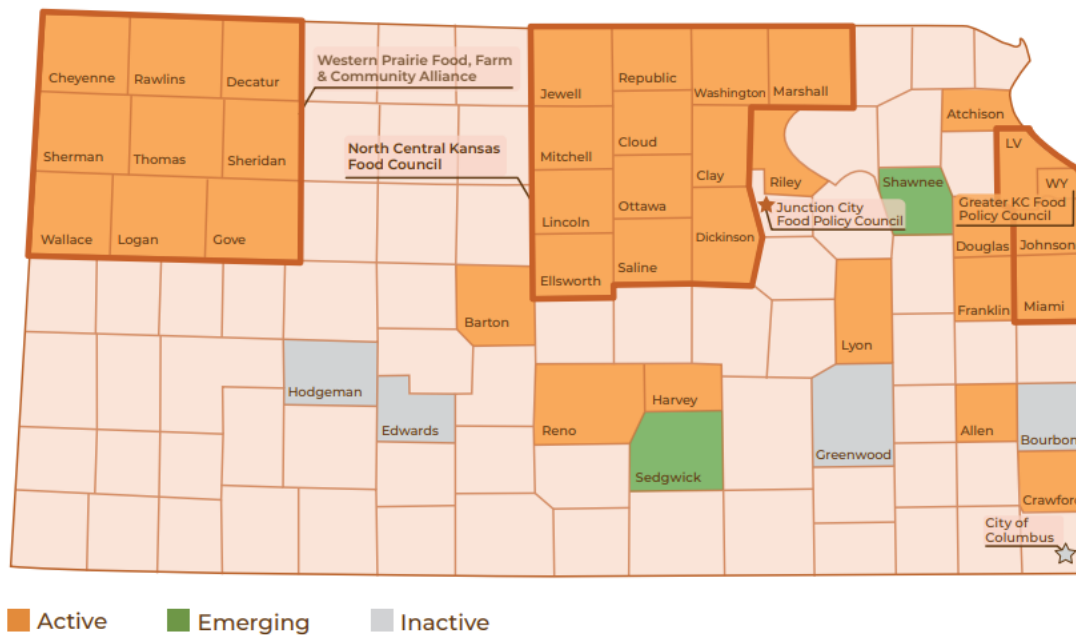 Cheyenne
Rawlins
Decatur
Western Prairie Food, Farm
& Community Alliance
Jewell
Republic
Washington
Marshall
Atchison
Sherman
Thomas
Sheridan
North Central Kansas
Food Council
Mitchell
Cloud
Clay
Riley
Shawnee
LV
WY
Wallace
Logan
Gove
Lincoln
Ottawa
Dickinson
Junction City
Food Policy Council
Greater KC Food
Policy Council
Douglas
Johnson
Ellsworth
Saline
Barton
Lyon
Franklin
Miami
Hodgeman
Edwards
Reno
Harvey
Sedgwick
Greenwood
Allen
Bourbon
Crawford
City of
Columbus
Active
Emerging
Inactive